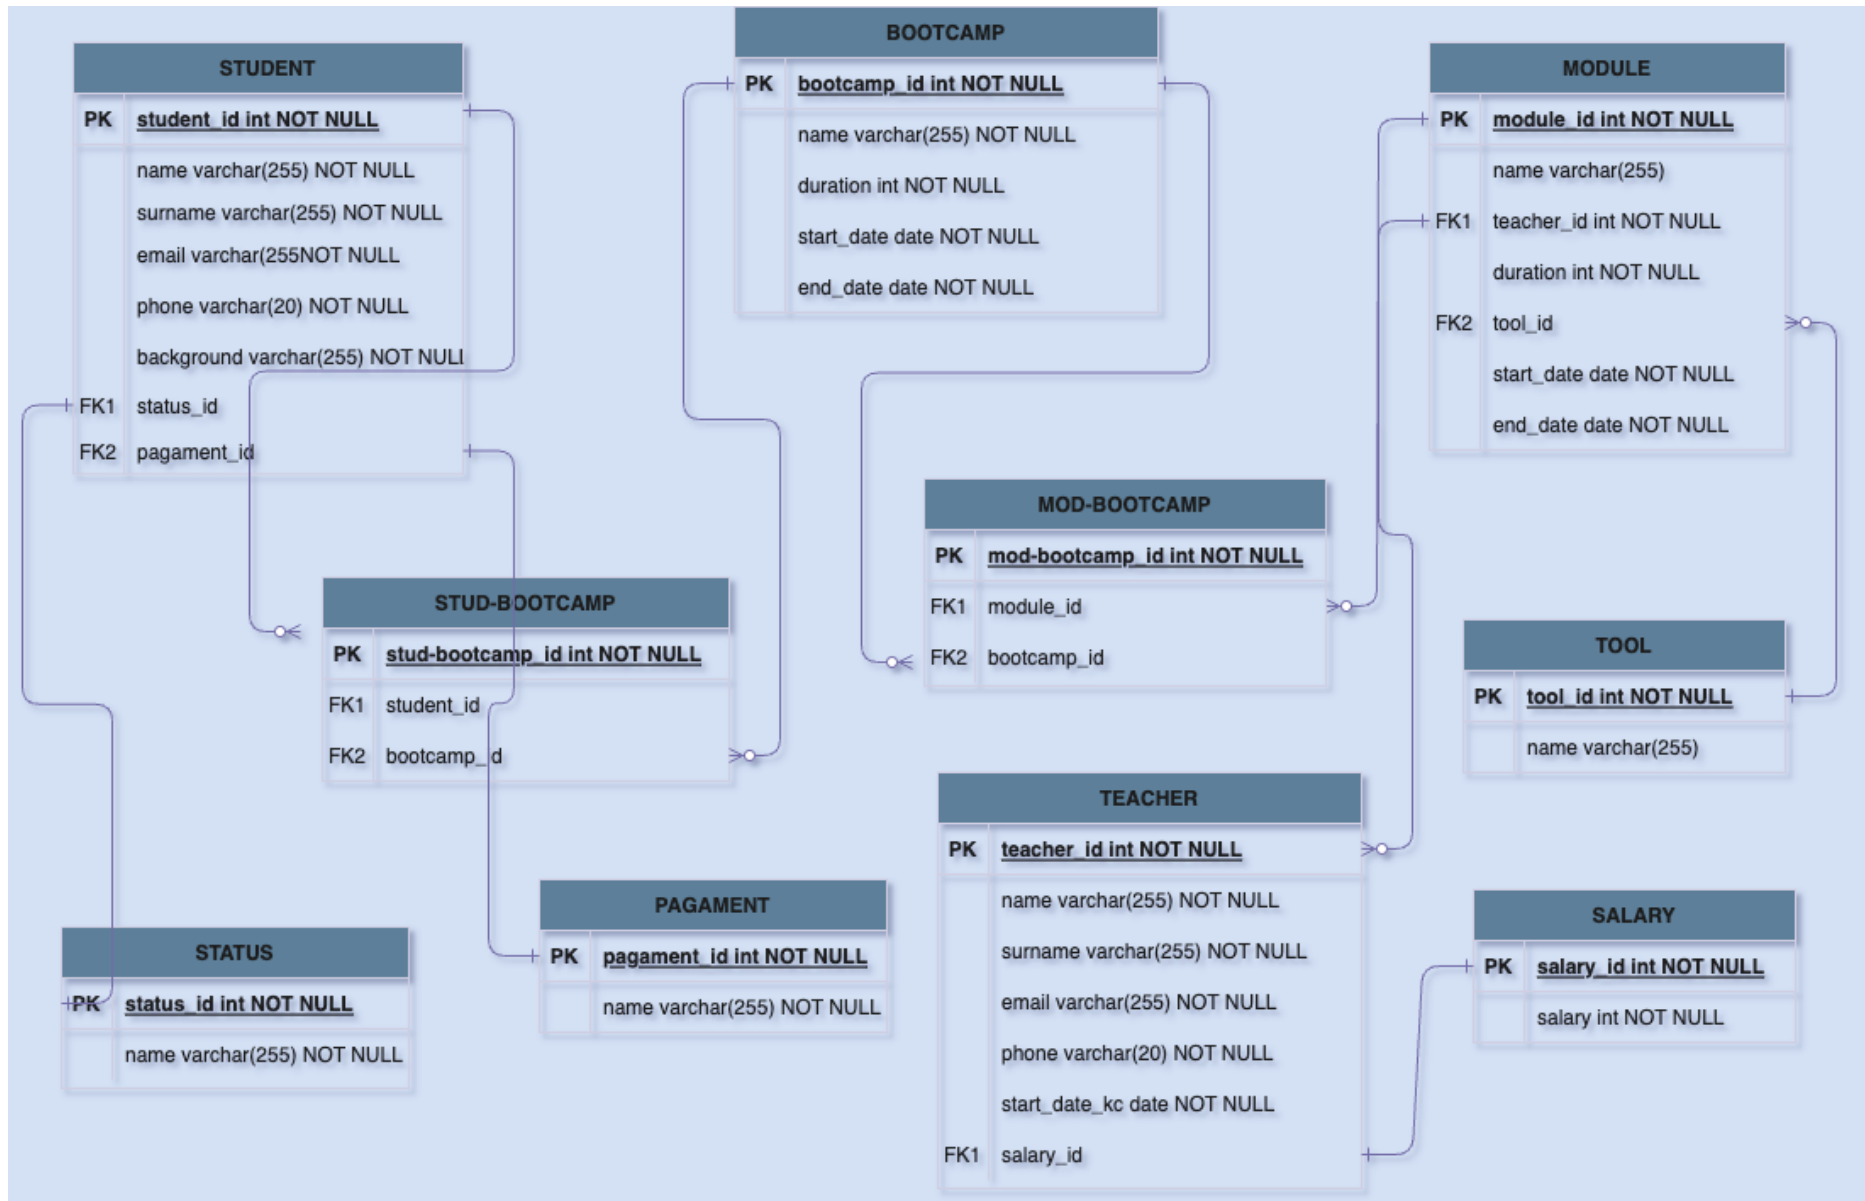 STUDENT
PK student_id int NOT NULL
name varchar(255) NOT NULL
surname varchar(255) NOT NULL
email varchar(255NOT NULL
phone varchar(20) NOT NULL
background varchar(255) NOT NULL
FK1 status_id
FK2 pagament_id
BOOTCAMP
PK bootcamp_id int NOT NULL
name varchar(255) NOT NULL
duration int NOT NULL
start_date date NOT NULL
end_date date NOT NULL
MODULE
PK module_id int NOT NULL
name varchar(255)
FK1 teacher_id int NOT NULL
duration int NOT NULL
FK2 tool_id
start_date date NOT NULL
end_date date NOT NULL
STUD-BOOTCAMP
PK stud-bootcamp_id int NOT NULL
FK1 student_id
FK2 bootcamp_id
MOD-BOOTCAMP
PK mod-bootcamp_id int NOT NULL
FK1 module_id
FK2 bootcamp_id
TOOL
PK tool_id int NOT NULL
name varchar(255)
STATUS
PK status_id int NOT NULL
name varchar(255) NOT NULL
PAGAMENT
PK pagament_id int NOT NULL
name varchar(255) NOT NULL
TEACHER
PK teacher_id int NOT NULL
name varchar(255) NOT NULL
surname varchar(255) NOT NULL
email varchar(255) NOT NULL
phone varchar(20) NOT NULL
start_date_kc date NOT NULL
FK1 salary_id
SALARY
PK salary_id int NOT NULL
salary int NOT NULL